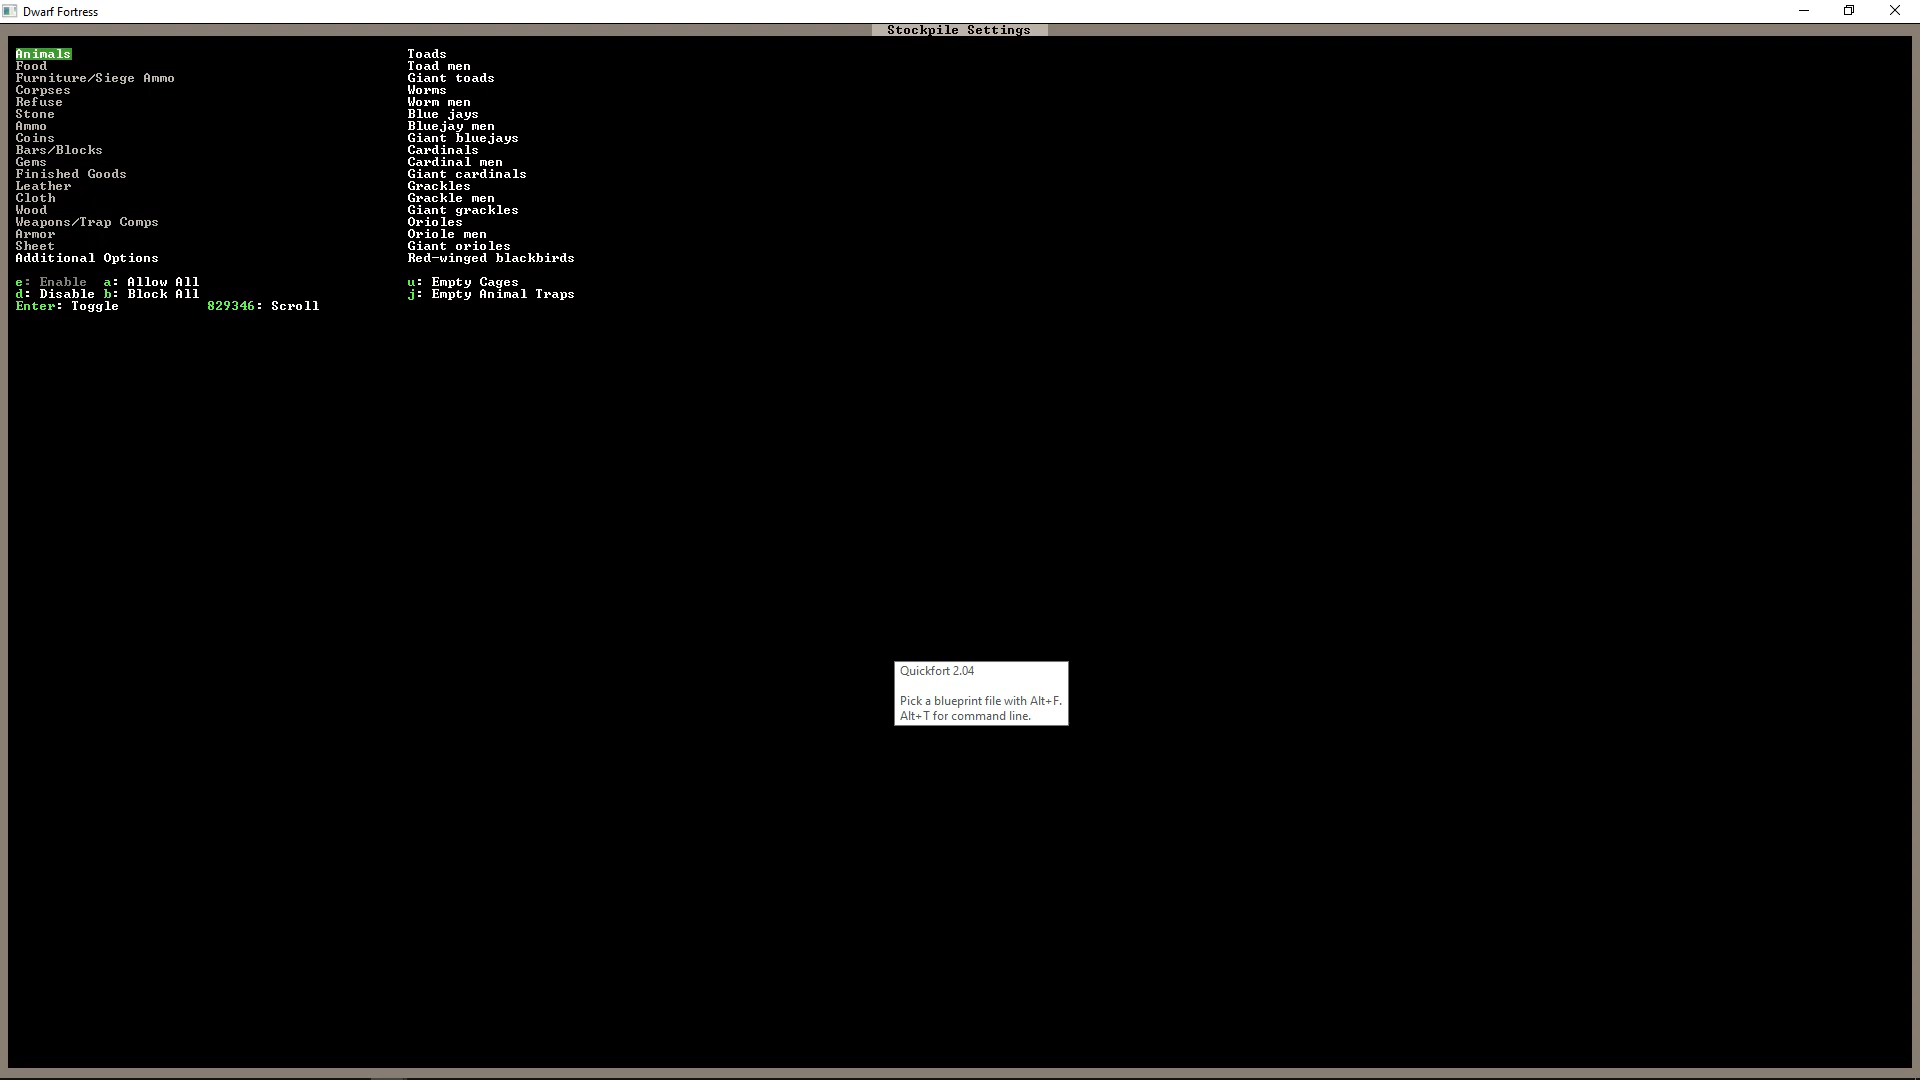 Dwarf Fortress
Stockpile Settings
Animals
Food
Furniture/Siege Ammo
Corpses
Refuse
Stone
Ammo
Coins
Bars/Blocks
Gems
Finished Goods
Leather
Cloth
Wood
Weapons/Trap Comps
Armor
Sheet
Additional Options
e: Enable a: Allow All
d: Disable b: Block All
Enter: Toggle 829346: Scroll
Toads
Toad men
Giant toads
Worms
Worm men
Blue jays
Bluejay men
Giant bluejays
Cardinals
Cardinal men
Giant cardinals
Grackles
Grackle men
Giant grackles
Orioles
Oriole men
Giant orioles
Red-winged blackbirds
u: Empty Cages
j: Empty Animal Traps
Quickfort 2.04
Pick a blueprint file with Alt+F.
Alt+T for command line.